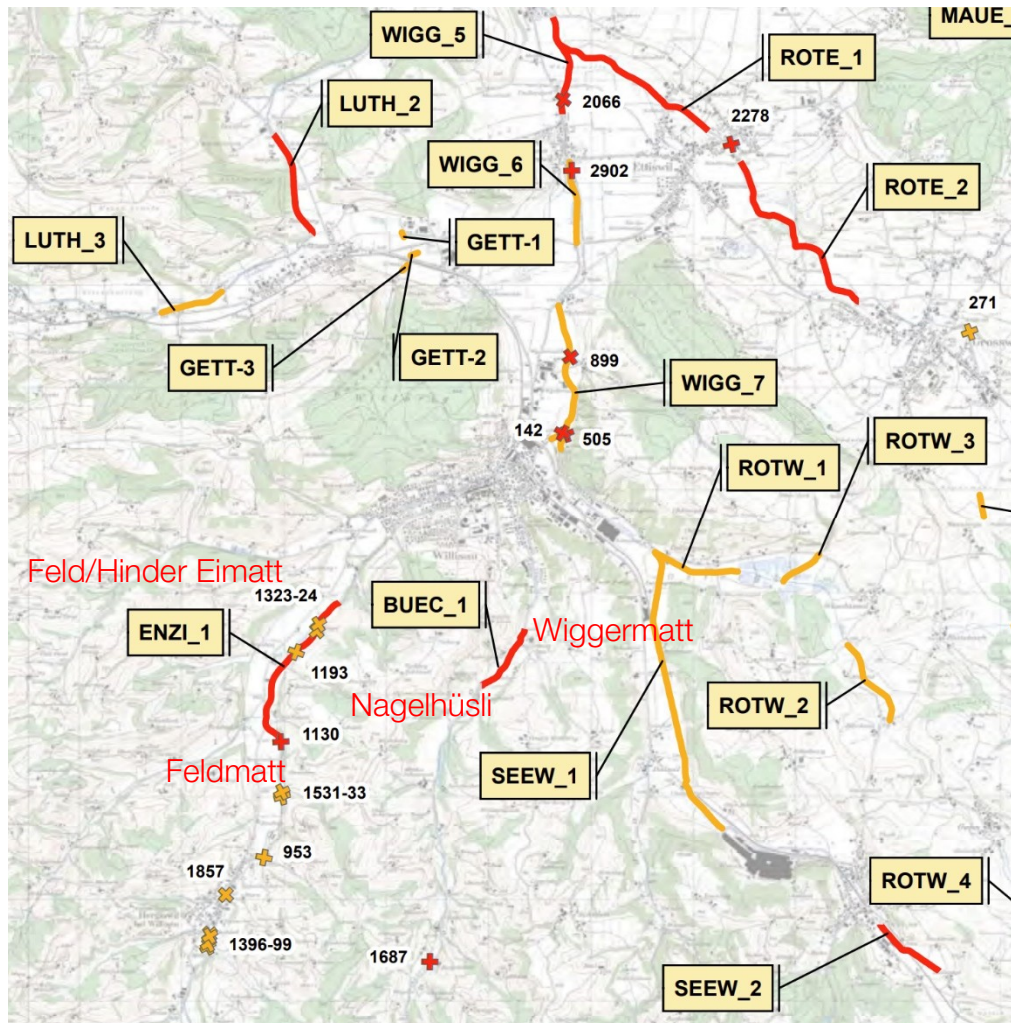 MAUE_
WIGG_5
ROTE_1
LUTH_2
2066
2278
WIGG_6
2902
Ettiswil
ROTE_2
LUTH_3
GETT-1
271
GETT-3
GETT-2
899
WIGG_7
142
505
ROTW_3
ROTW_1
Willisau
Feld/Hinder Eimatt
1323-24
BUEC_1
ENZI_1
Wiggermatt
1193
Nagelhüsli
ROTW_2
1130
Feldmatt
SEEW_1
1531-33
953
1857
ROTW_4
1396-99
1687
SEEW_2